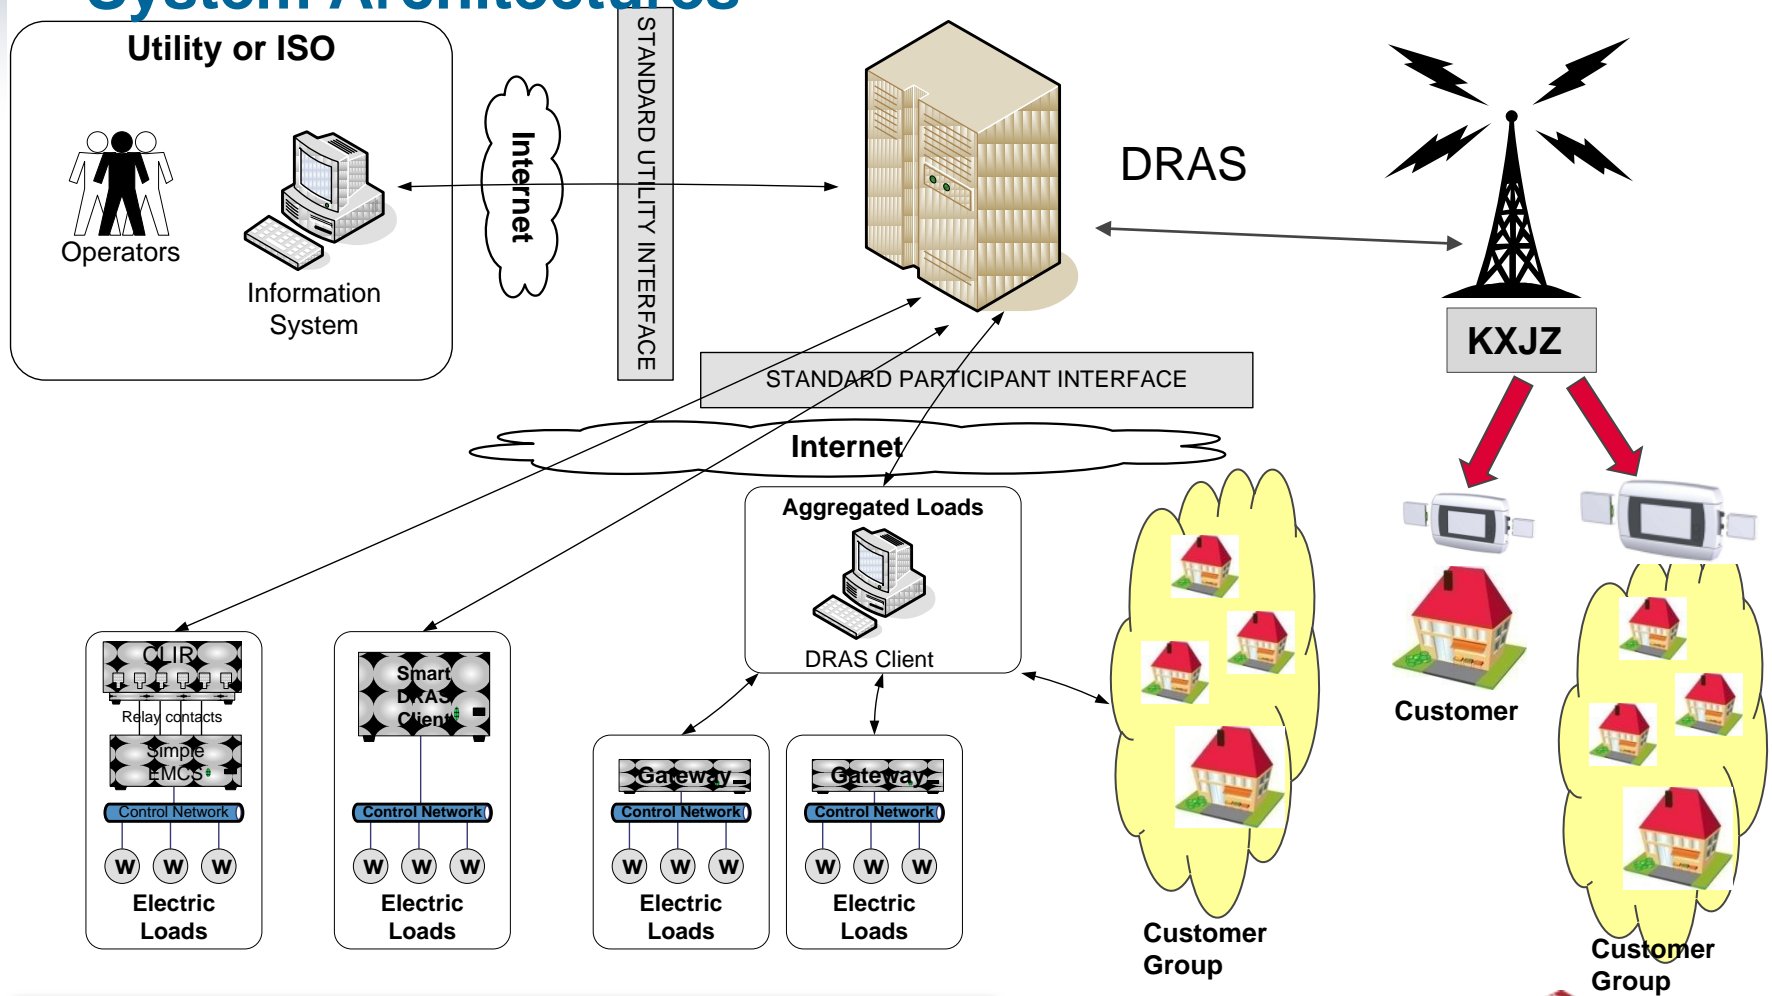 System Architectures
Utility or ISO
Operators
Information
System
Internet
STANDARD UTILITY INTERFACE
DRAS
KXJZ
STANDARD PARTICIPANT INTERFACE
Internet
Aggregated Loads
DRAS Client
CLIR
Relay contacts
Simple
EMCS
Control Network
W W W
Electric
Loads
Smart
DRAS
Client
Control Network
W W W
Electric
Loads
Gateway
Control Network
W W W
Electric
Loads
Gateway
Control Network
W W W
Electric
Loads
Customer
Group
Customer
Customer
Group